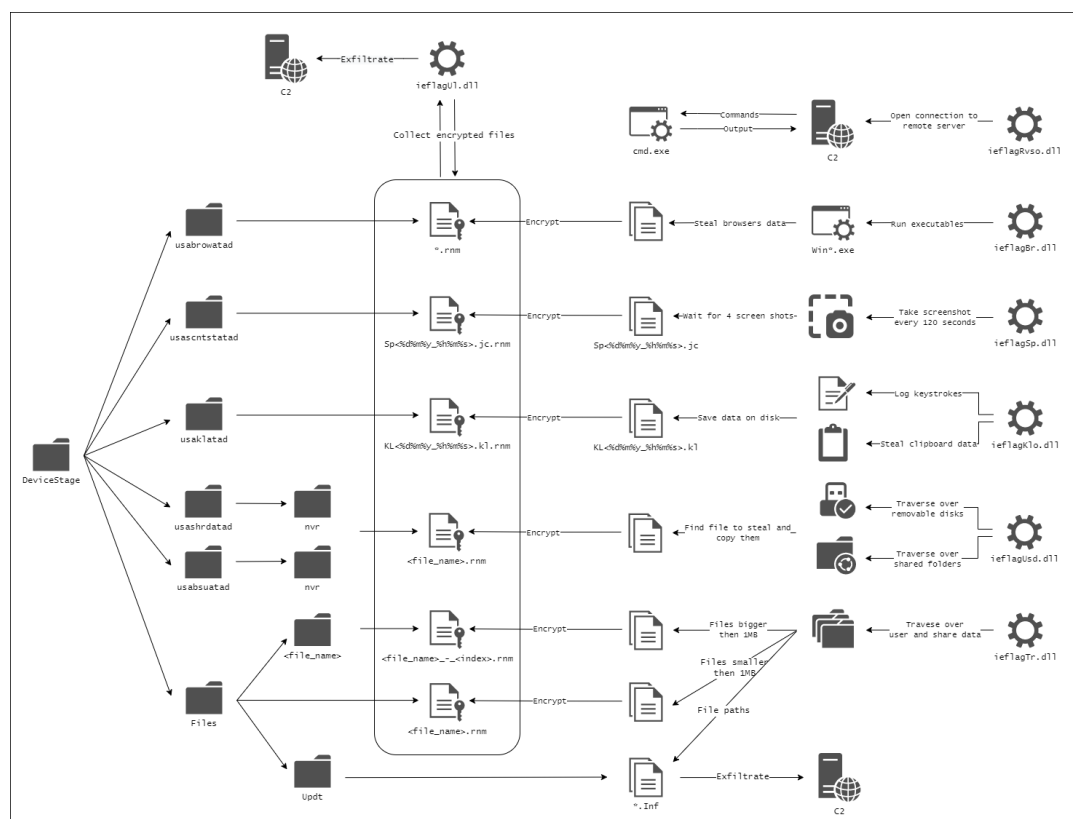 Exfiltrate
C2
ieflagUl.dll
Collect encrypted files
Commands
Output
cmd.exe
C2
Open connection to
remote server
ieflagRvso.dll
usabrowatad
*.rnm
Encrypt
Steal browsers data
Win*.exe
Run executables
ieflagBr.dll
usascntstatad
Sp<%d%m%y_%h%m%s>.jc.rnm
Encrypt
Sp<%d%m%y_%h%m%s>.jc
Wait for 4 screen shots
Take screenshot
every 120 seconds
ieflagSp.dll
usaklatad
KL<%d%m%y_%h%m%s>.kl.rnm
Encrypt
KL<%d%m%y_%h%m%s>.kl
Save data on disk
Log keystrokes
Steal clipboard data
ieflagKlo.dll
DeviceStage
usashrdatad
nvr
usabsuatad
nvr
<file_name>.rnm
Encrypt
Find file to steal and
copy them
Traverse over
removable disks
Traverse over
shared folders
ieflagUsd.dll
<file_name>
<file_name>_-_<index>.rnm
Encrypt
Files bigger
then 1MB
Travese over
user and share data
ieflagTr.dll
Files
<file_name>.rnm
Encrypt
Files smaller
then 1MB
File paths
Updt
*.Inf
Exfiltrate
C2